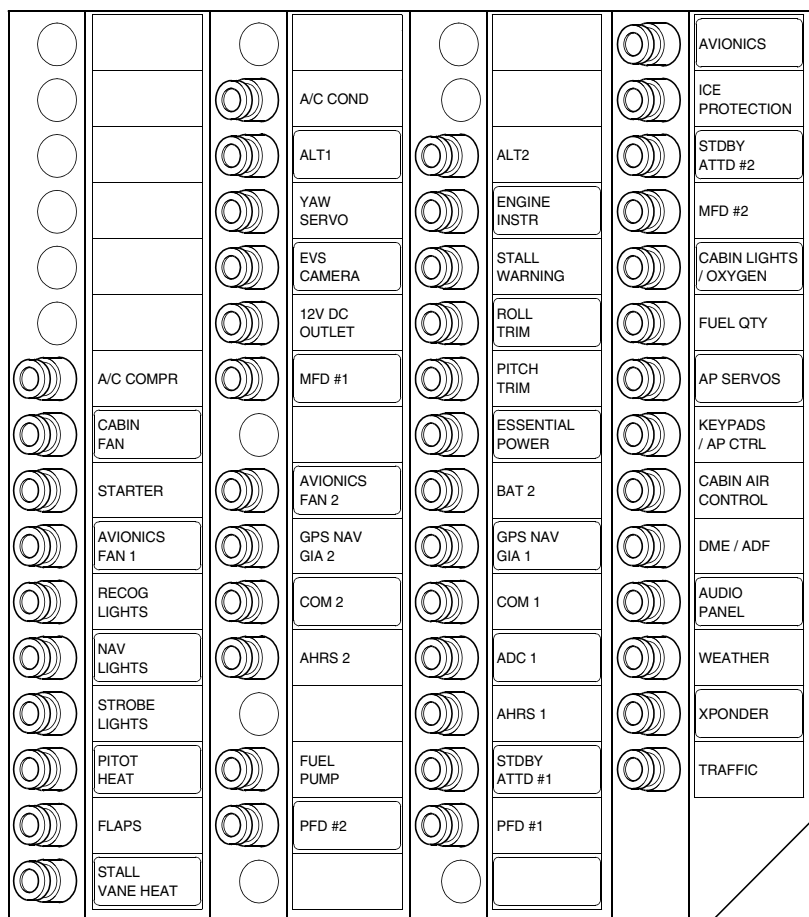 A/C COMPR
CABIN
FAN
STARTER
AVIONICS
FAN 1
RECOG
LIGHTS
NAV
LIGHTS
STROBE
LIGHTS
PITOT
HEAT
FLAPS
STALL
VANE HEAT
A/C COND
ALT1
YAW
SERVO
EVS
CAMERA
12V DC
OUTLET
MFD #1
AVIONICS
FAN 2
GPS NAV
GIA 2
COM 2
AHRS 2
FUEL
PUMP
PFD #2
ALT2
ENGINE
INSTR
STALL
WARNING
ROLL
TRIM
PITCH
TRIM
ESSENTIAL
POWER
BAT 2
GPS NAV
GIA 1
COM 1
ADC 1
AHRS 1
STDBY
ATTD #1
PFD #1
AVIONICS
ICE
PROTECTION
STDBY
ATTD #2
MFD #2
CABIN LIGHTS
/ OXYGEN
FUEL QTY
AP SERVOS
KEYPADS
/ AP CTRL
CABIN AIR
CONTROL
DME / ADF
AUDIO
PANEL
WEATHER
XPONDER
TRAFFIC